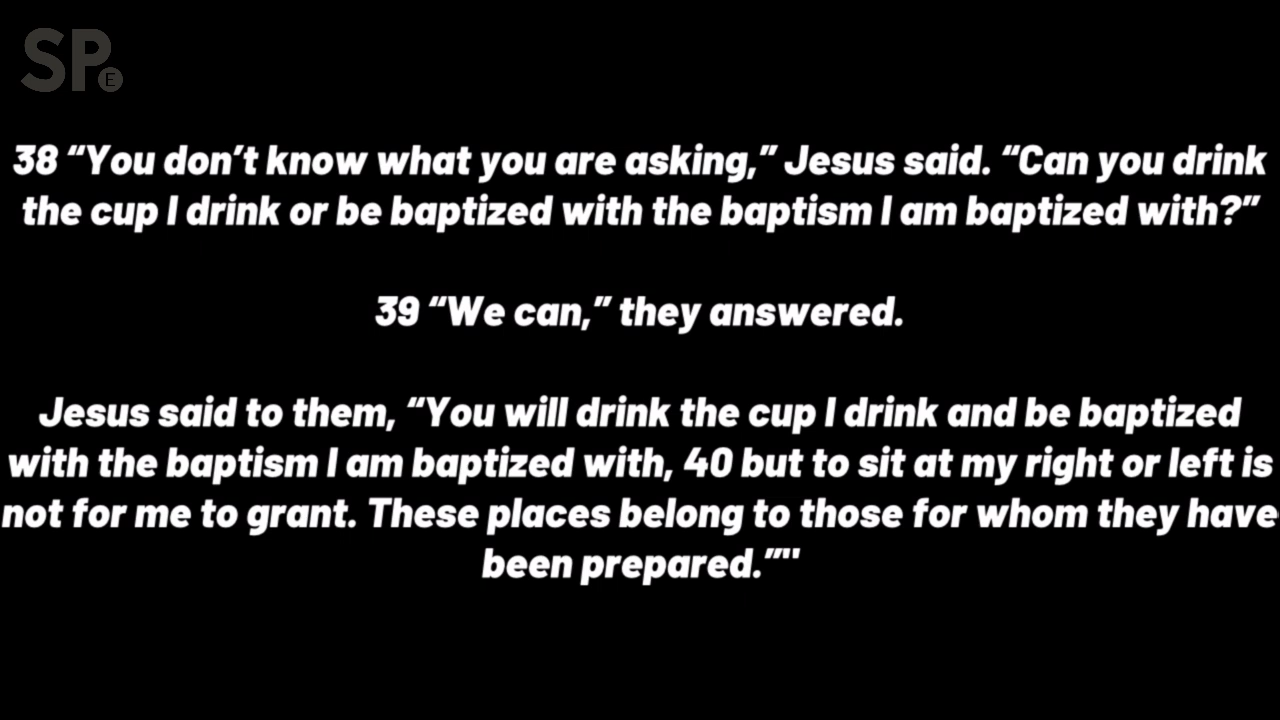 SP
E
38 “You don’t know what you are asking,” Jesus said. “Can you drink
the cup I drink or be baptized with the baptism I am baptized with?”
39 “We can,” they answered.
Jesus said to them, “You will drink the cup I drink and be baptized
with the baptism I am baptized with, 40 but to sit at my right or left is
not for me to grant. These places belong to those for whom they have
been prepared.”"